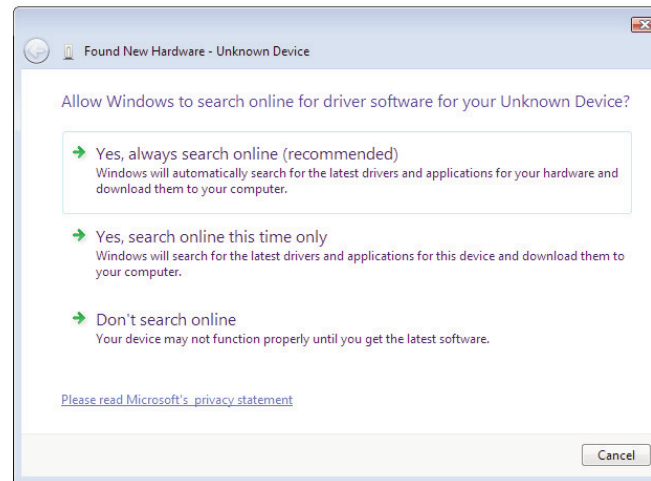 Found New Hardware - Unknown Device
Allow Windows to search online for driver software for your Unknown Device?
Yes, always search online (recommended)
Windows will automatically search for the latest drivers and applications for your hardware and
download them to your computer.
Yes, search online this time only
Windows will search for the latest drivers and applications for this device and download them to
your computer.
Don't search online
Your device may not function properly until you get the latest software.
Please read Microsoft's privacy statement
Cancel